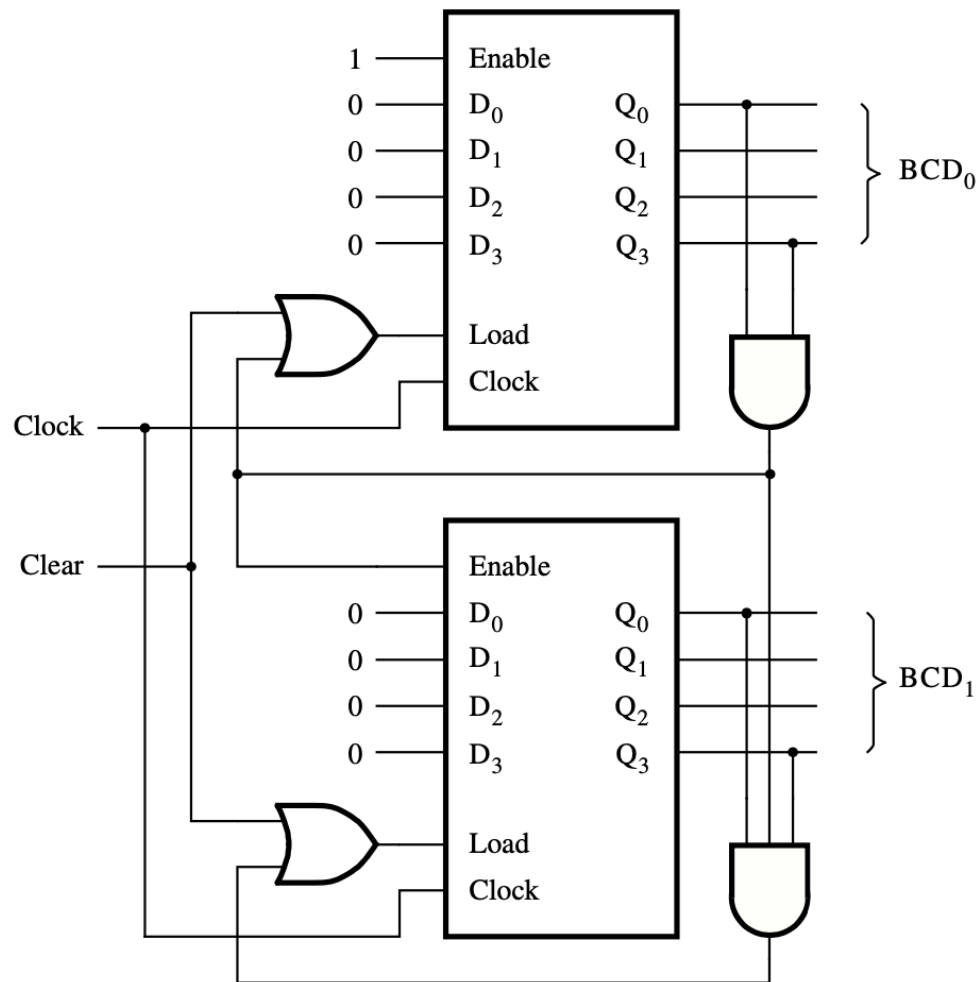 1 Enable
0 D0 Q0
0 D1 Q1
0 D2 Q2
0 D3 Q3
BCD0
Load
Clock
Clock
Clear
Enable
0 D0 Q0
0 D1 Q1
0 D2 Q2
0 D3 Q3
BCD1
Load
Clock